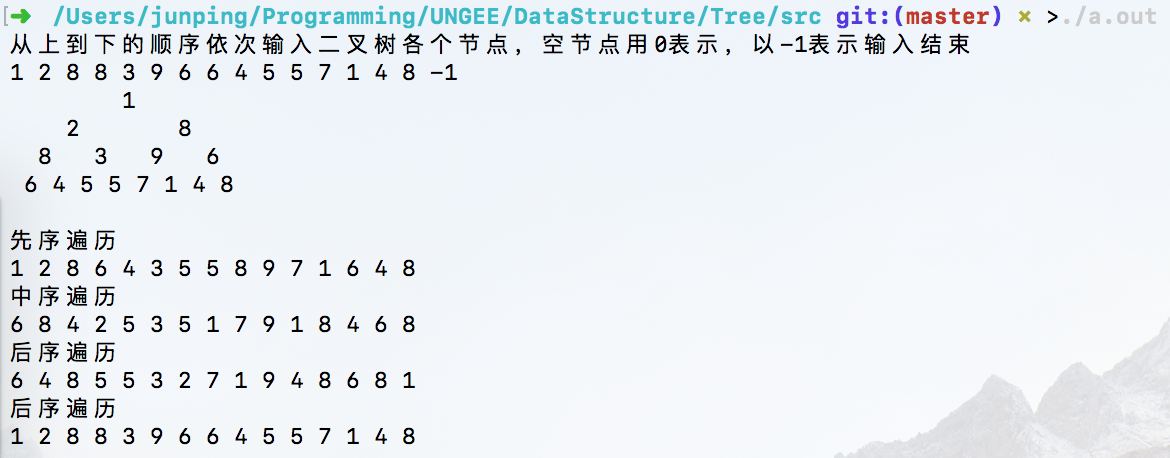 [➜  /Users/junping/Programming/UNGEE/DataStructure/Tree/src git:(master) × >./a.out
从上到下的顺序依次输入二叉树各个节点，空节点用0表示，以-1表示输入结束
1 2 8 8 3 9 6 6 4 5 5 7 1 4 8 -1
1
2 8
8 3 9 6
6 4 5 5 7 1 4 8
先序遍历
1 2 8 6 4 3 5 5 8 9 7 1 6 4 8
中序遍历
6 8 4 2 5 3 5 1 7 9 1 8 4 6 8
后序遍历
6 4 8 5 5 3 2 7 1 9 4 8 6 8 1
后序遍历
1 2 8 8 3 9 6 6 4 5 5 7 1 4 8